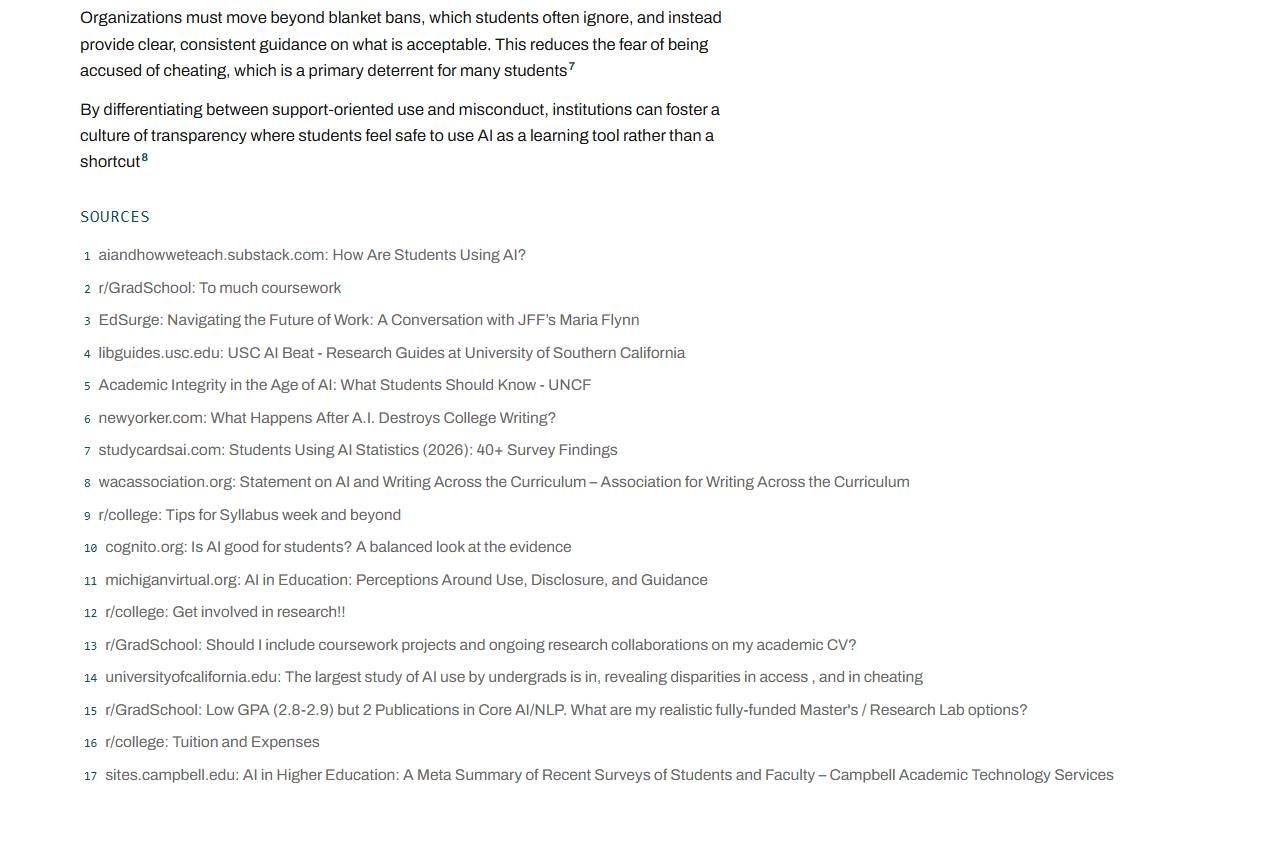 Organizations must move beyond blanket bans, which students often ignore, and instead
provide clear, consistent guidance on what is acceptable. This reduces the fear of being
accused of cheating, which is a primary deterrent for many students7
By differentiating between support-oriented use and misconduct, institutions can foster a
culture of transparency where students feel safe to use AI as a learning tool rather than a
shortcut8
SOURCES
1 aiandhowweteach.substack.com: How Are Students Using AI?
2 r/GradSchool: To much coursework
3 EdSurge: Navigating the Future of Work: A Conversation with JFF’s Maria Flynn
4 libguides.usc.edu: USC AI Beat - Research Guides at University of Southern California
5 Academic Integrity in the Age of AI: What Students Should Know - UNCF
6 newyorker.com: What Happens After A.I. Destroys College Writing?
7 studycardsai.com: Students Using AI Statistics (2026): 40+ Survey Findings
8 wacassociation.org: Statement on AI and Writing Across the Curriculum – Association for Writing Across the Curriculum
9 r/college: Tips for Syllabus week and beyond
10 cognito.org: Is AI good for students? A balanced look at the evidence
11 michiganvirtual.org: AI in Education: Perceptions Around Use, Disclosure, and Guidance
12 r/college: Get involved in research!!
13 r/GradSchool: Should I include coursework projects and ongoing research collaborations on my academic CV?
14 universityofcalifornia.edu: The largest study of AI use by undergrads is in, revealing disparities in access , and in cheating
15 r/GradSchool: Low GPA (2.8-2.9) but 2 Publications in Core AI/NLP. What are my realistic fully-funded Master's / Research Lab options?
16 r/college: Tuition and Expenses
17 sites.campbell.edu: AI in Higher Education: A Meta Summary of Recent Surveys of Students and Faculty – Campbell Academic Technology Services